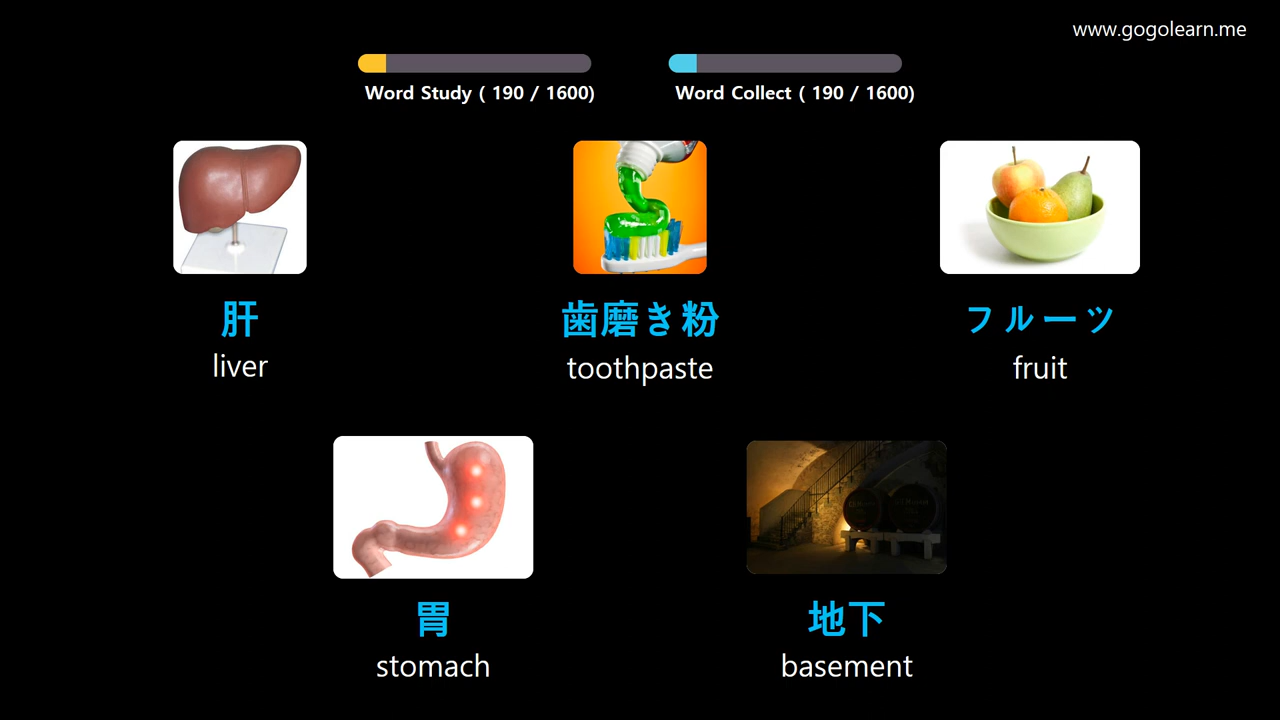 www.gogolearn.me
Word Study ( 190 / 1600)
Word Collect ( 190 / 1600)
肝
liver
歯磨き粉
toothpaste
フルーツ
fruit
胃
stomach
地下
basement